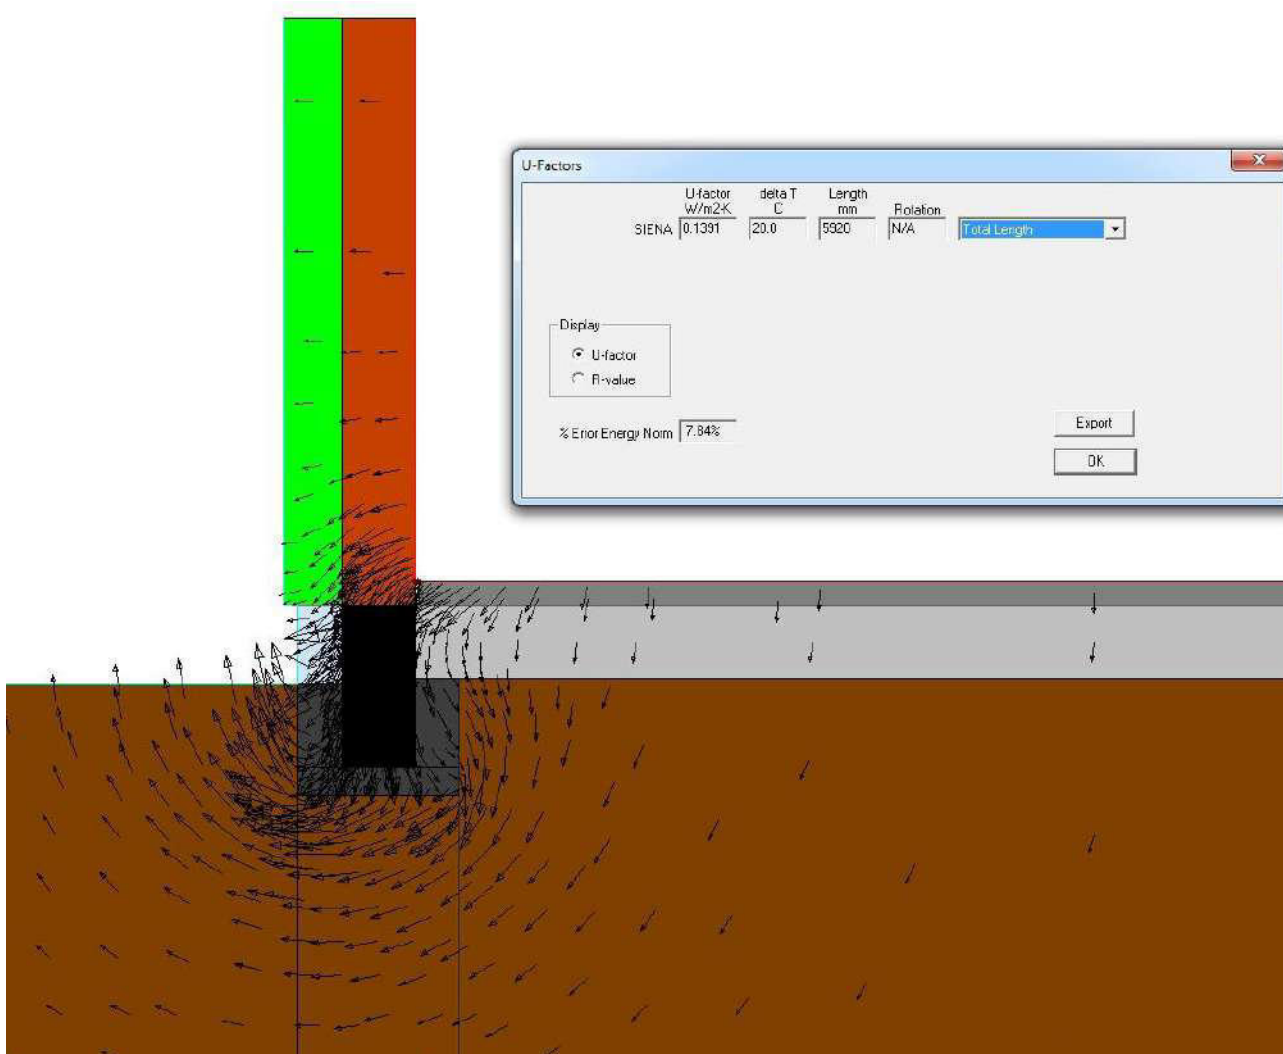 U-Factors
U-factor delta T Length
W/m2-K C mm Rotation
SIENA 0.1391 20.0 5920 N/A Total Length
Display
U-factor
R-value
% Error Energy Norm 7.84%
Export
OK